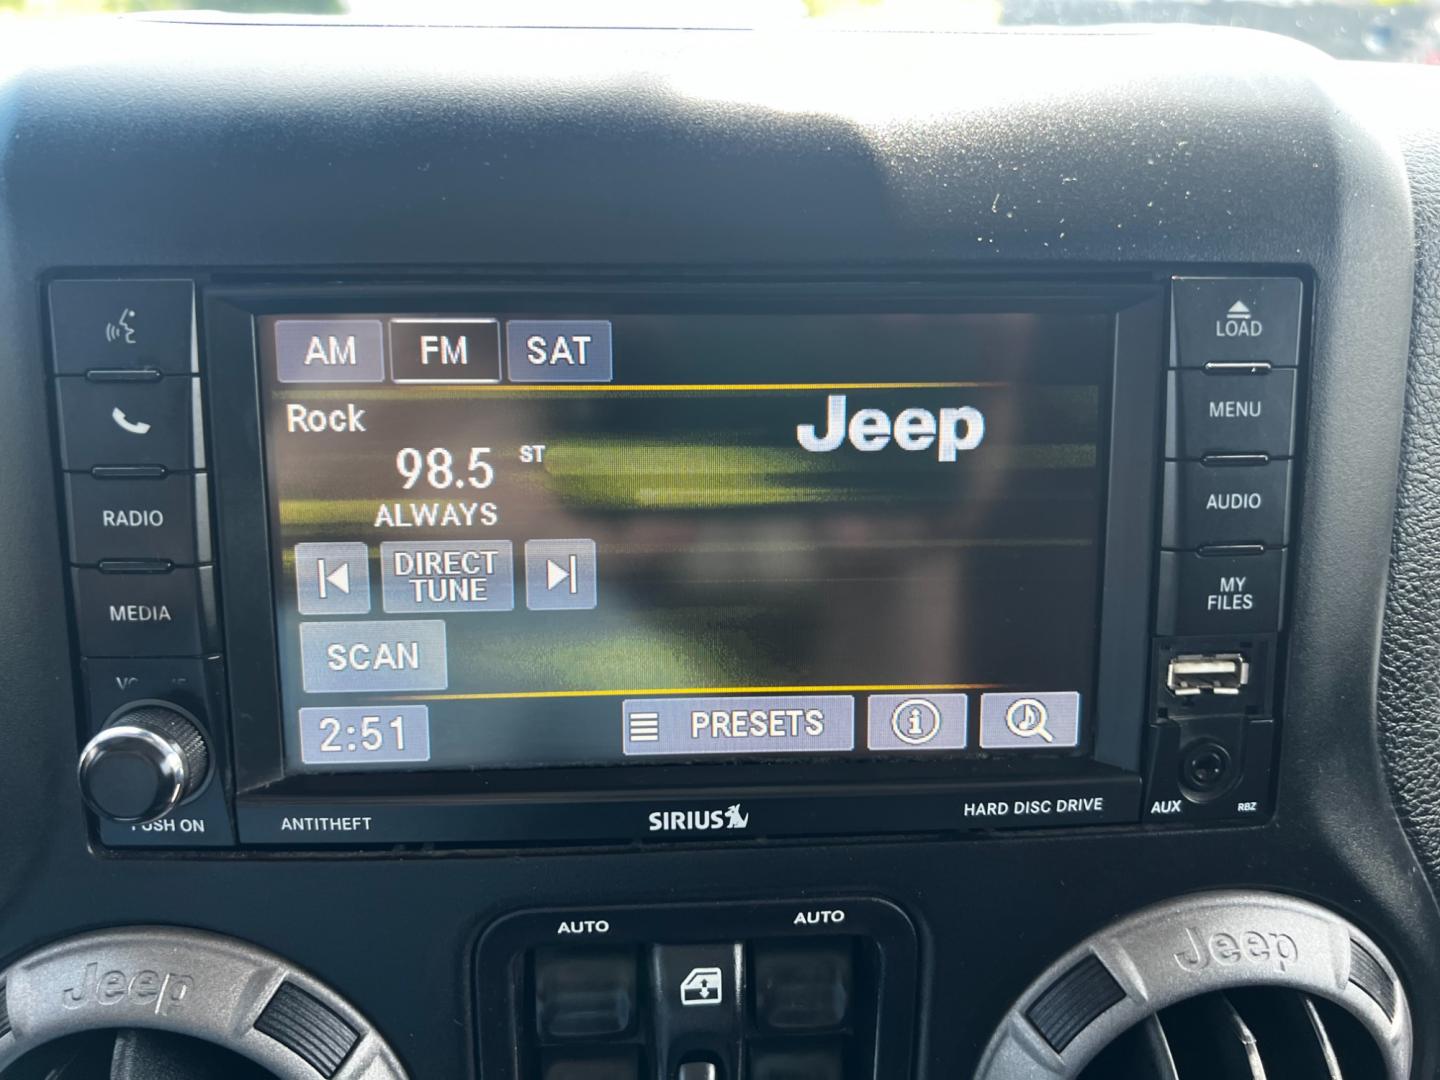 AM
FM
SAT
Rock
Jeep
98.5
ST
ALWAYS
DIRECT
TUNE
SCAN
2:51
PRESETS
RADIO
MEDIA
PUSH ON
LOAD
MENU
AUDIO
MY
FILES
AUX
RBZ
ANTITHEFT
SIRIUS
HARD DISC DRIVE
AUTO
AUTO
Jeep
Jeep